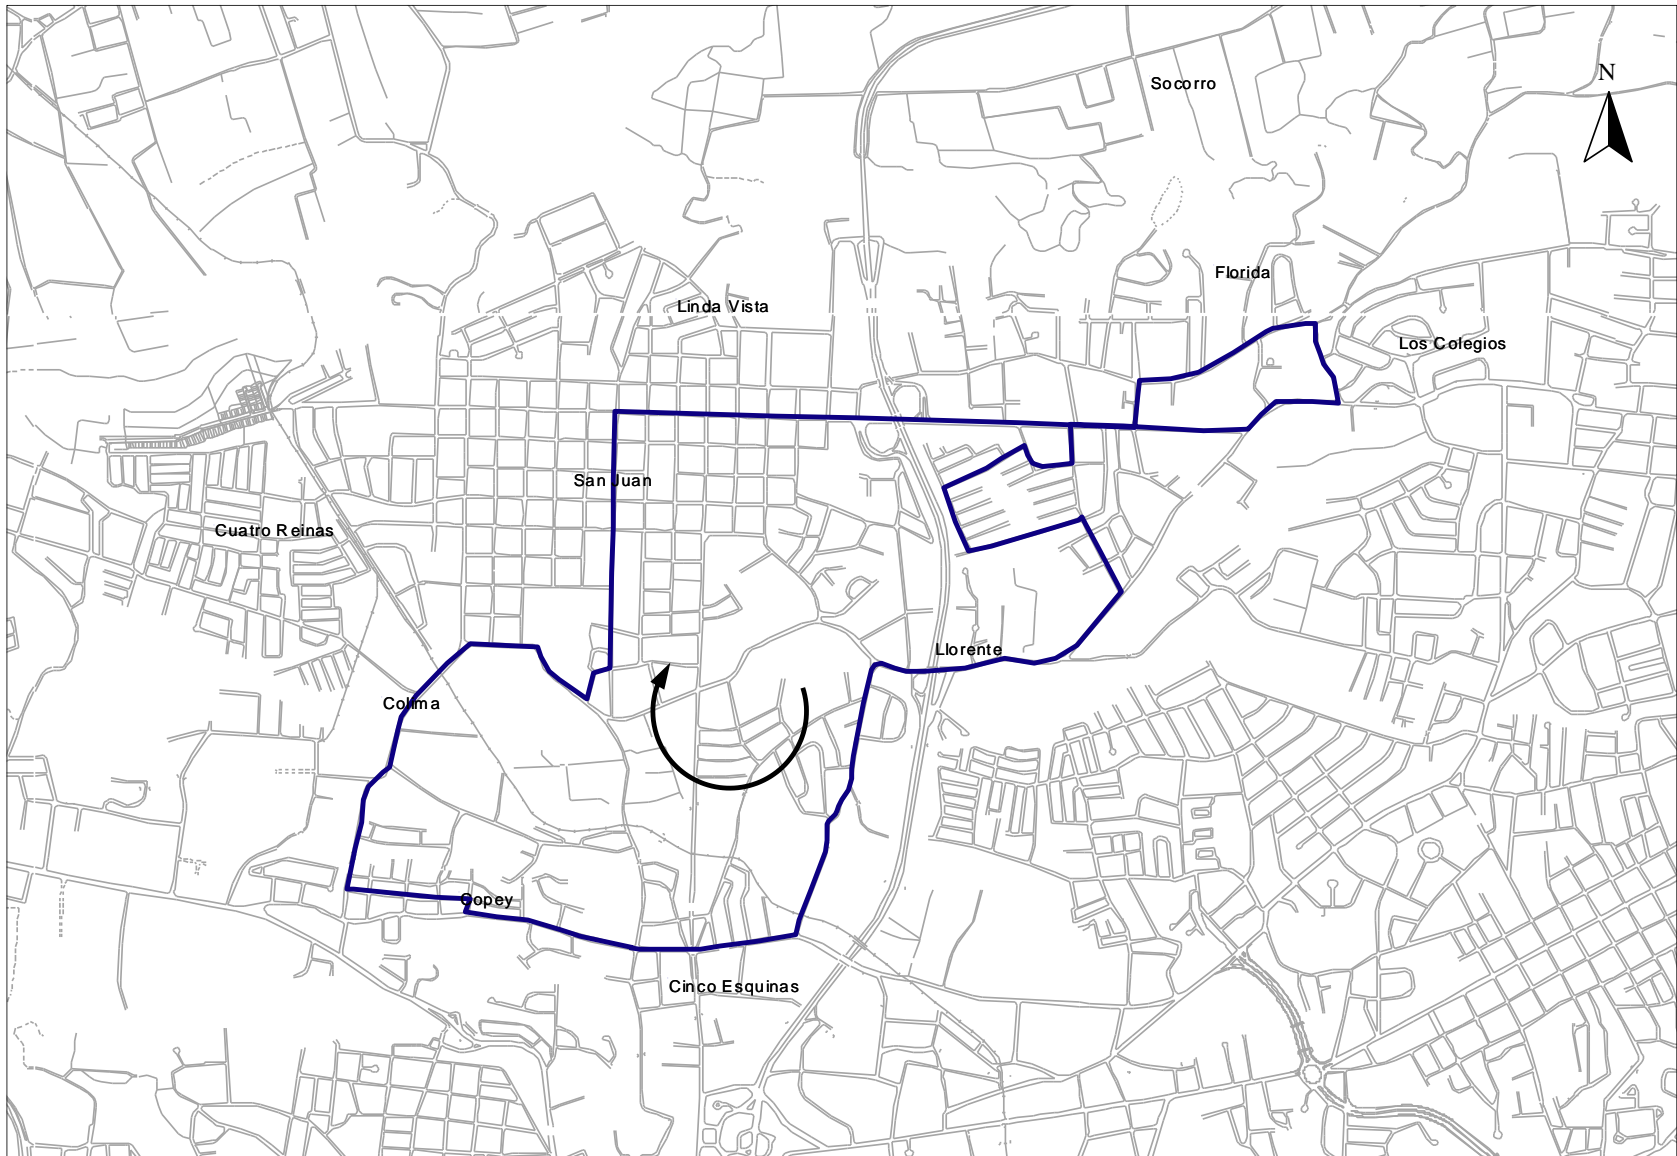 N
Socorro
Florida
Linda Vista
Los Colegios
San Juan
Cuatro Reinas
Llorente
Colima
Copey
Cinco Esquinas